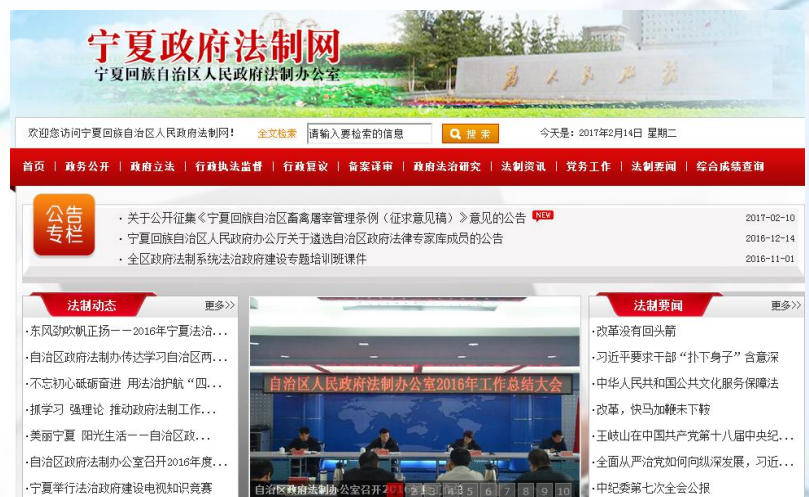 宁夏政府法制网
宁夏回族自治区人民政府法制办公室
为人民服务
欢迎您访问宁夏回族自治区人民政府法制网！ 全文检索 请输入要检索的信息 搜索 今天是：2017年2月14日 星期二
首页 | 政务公开 | 政府立法 | 行政执法监督 | 行政复议 | 备案译审 | 政府法治研究 | 法制资讯 | 党务工作 | 法制要闻 | 综合成绩查询
公告专栏
·关于公开征集《宁夏回族自治区畜禽屠宰管理条例（征求意见稿）》意见的公告 NEW 2017-02-10
·宁夏回族自治区人民政府办公厅关于遴选自治区政府法律专家库成员的公告 2016-12-14
·全区政府法制系统法治政府建设专题培训班课件 2016-11-01
法制动态 更多>>
·东风劲吹帆正扬——2016年宁夏法治...
·自治区政府法制办传达学习自治区两...
·不忘初心砥砺奋进 用法治护航“四...
·抓学习 强理论 推动政府法制工作...
·美丽宁夏 阳光生活——自治区政...
·自治区政府法制办公室召开2016年度...
·宁夏举行法治政府建设电视知识竞赛
自治区人民政府法制办公室2016年工作总结大会
自治区政府法制办公室召开2016
1 2 3 4 5 6 7 8 9 10
法制要闻 更多>>
·改革没有回头箭
·习近平要求干部“扑下身子”含意深
·中华人民共和国公共文化服务保障法
·改革，快马加鞭未下鞍
·王岐山在中国共产党第十八届中央纪...
·全面从严治党如何向纵深发展，习近...
·中纪委第七次全会公报